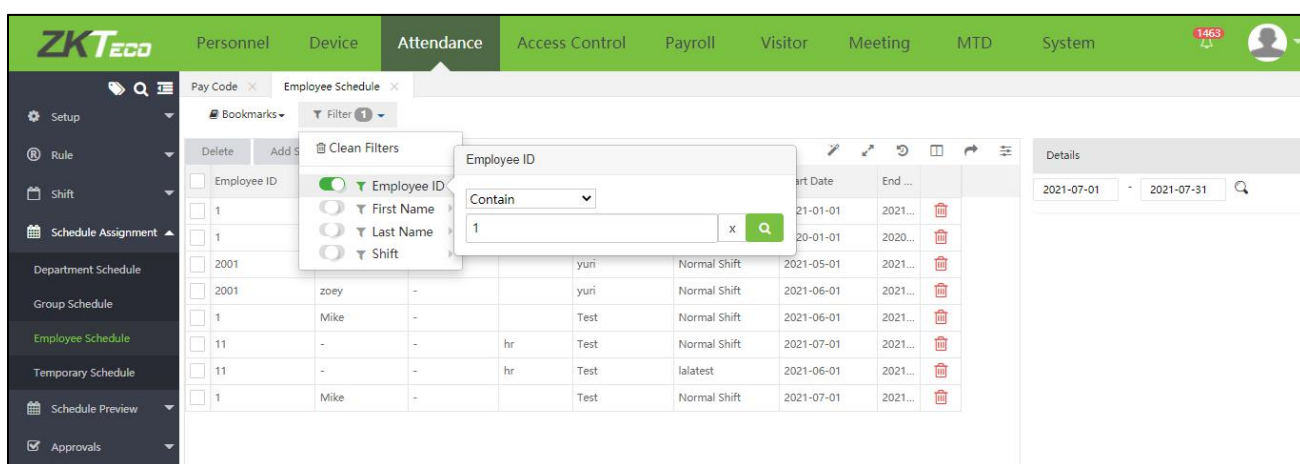 ZKTeco Personnel Device Attendance Access Control Payroll Visitor Meeting MTD System 1463
Pay Code × Employee Schedule ×
Setup
Bookmarks Filter 1
Rule
Delete Add S
Clean Filters
Details
Employee ID
Employee ID
Employee ID
art Date End ...
Shift
Contain
2021-07-01 - 2021-07-31
1
First Name
21-01-01 2021...
Schedule Assignment
1
Last Name
1 x
20-01-01 2020...
Department Schedule
2001
Shift
yuri Normal Shift 2021-05-01 2021...
Group Schedule
2001 zoey - yuri Normal Shift 2021-06-01 2021...
1 Mike - Test Normal Shift 2021-06-01 2021...
Employee Schedule
11 - - hr Test Normal Shift 2021-07-01 2021...
Temporary Schedule
11 - - hr Test lalatest 2021-06-01 2021...
1 Mike - Test Normal Shift 2021-07-01 2021...
Schedule Preview
Approvals